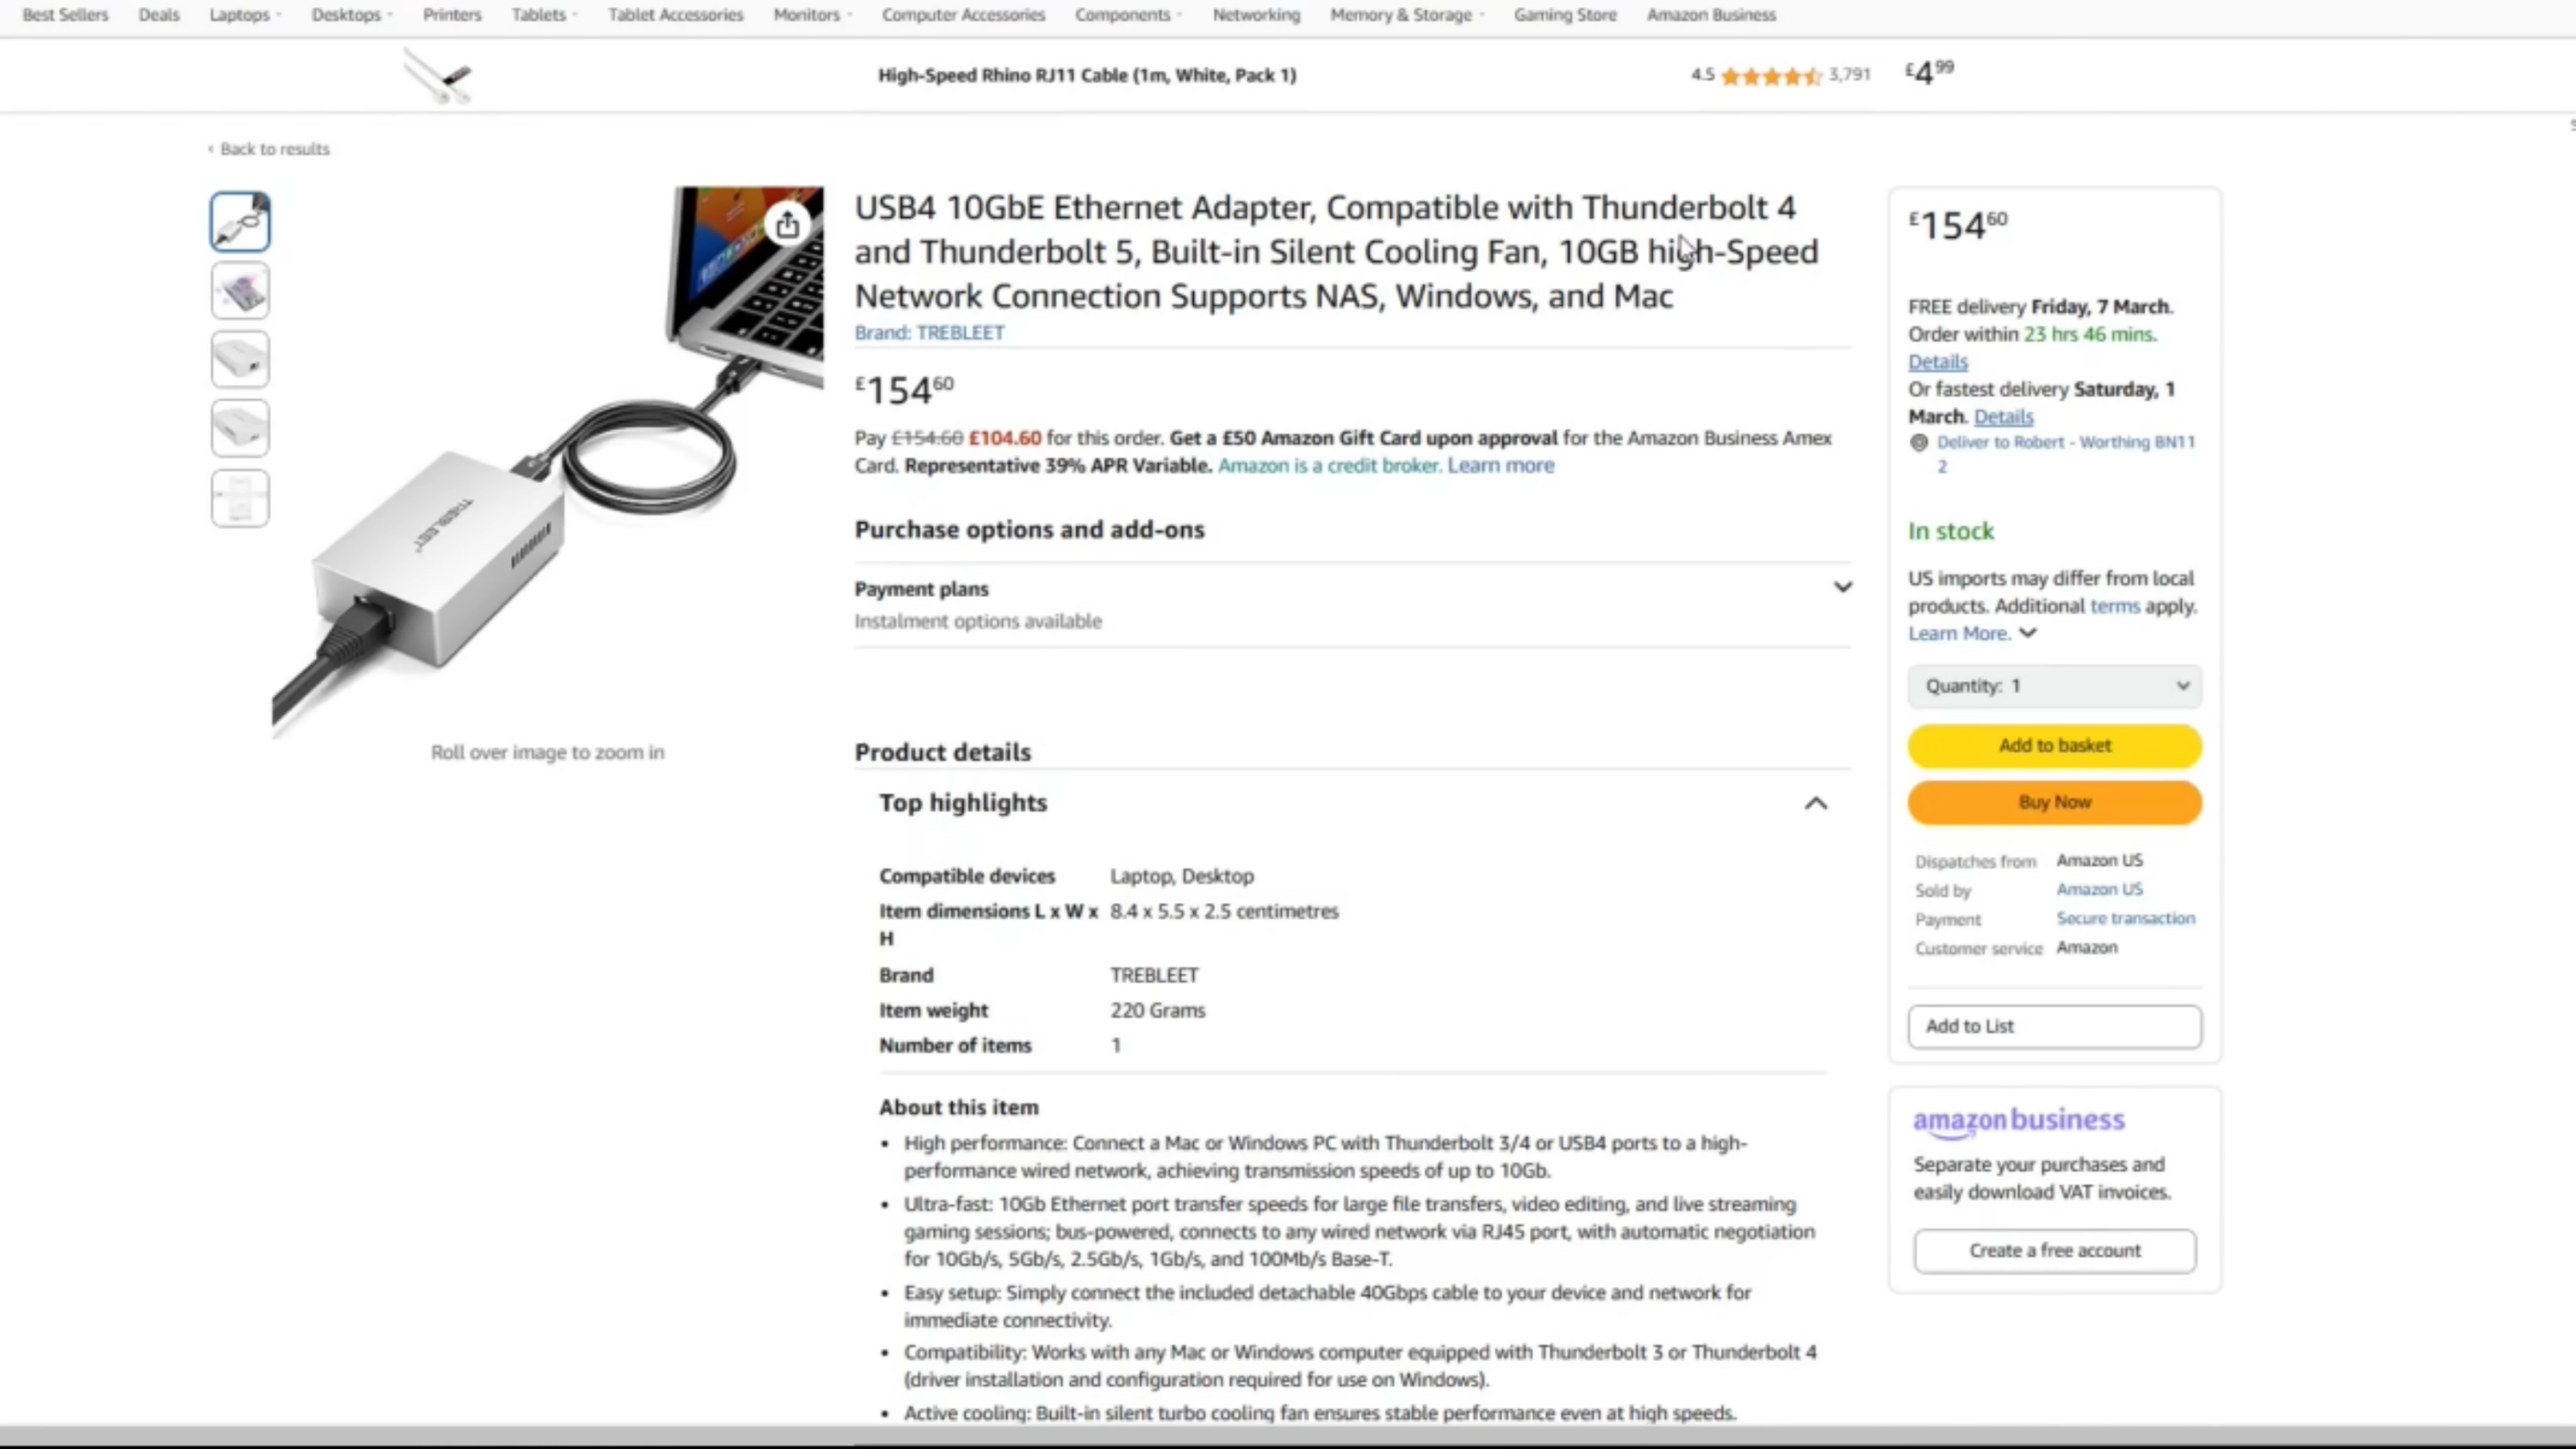 Best Sellers Deals Laptops Desktops Printers Tablets Tablet Accessories Monitors Computer Accessories Components Networking Memory & Storage Gaming Store Amazon Business
High-Speed Rhino RJ11 Cable (1m, White, Pack 1) 4.5 3,791 £4.99
‹ Back to results
USB4 10GbE Ethernet Adapter, Compatible with Thunderbolt 4
and Thunderbolt 5, Built-in Silent Cooling Fan, 10GB high-Speed
Network Connection Supports NAS, Windows, and Mac
Brand: TREBLEET
£154.60
Pay £154.60 £104.60 for this order. Get a £50 Amazon Gift Card upon approval for the Amazon Business Amex
Card. Representative 39% APR Variable. Amazon is a credit broker. Learn more
Purchase options and add-ons
Payment plans
Instalment options available
TREBLEET
Roll over image to zoom in
Product details
Top highlights
Compatible devices Laptop, Desktop
Item dimensions L x W x 8.4 x 5.5 x 2.5 centimetres
H
Brand TREBLEET
Item weight 220 Grams
Number of items 1
About this item
• High performance: Connect a Mac or Windows PC with Thunderbolt 3/4 or USB4 ports to a high-
performance wired network, achieving transmission speeds of up to 10Gb.
• Ultra-fast: 10Gb Ethernet port transfer speeds for large file transfers, video editing, and live streaming
gaming sessions; bus-powered, connects to any wired network via RJ45 port, with automatic negotiation
for 10Gb/s, 5Gb/s, 2.5Gb/s, 1Gb/s, and 100Mb/s Base-T.
• Easy setup: Simply connect the included detachable 40Gbps cable to your device and network for
immediate connectivity.
• Compatibility: Works with any Mac or Windows computer equipped with Thunderbolt 3 or Thunderbolt 4
(driver installation and configuration required for use on Windows).
• Active cooling: Built-in silent turbo cooling fan ensures stable performance even at high speeds.
£154.60
FREE delivery Friday, 7 March.
Order within 23 hrs 46 mins.
Details
Or fastest delivery Saturday, 1
March. Details
Deliver to Robert - Worthing BN11
2
In stock
US imports may differ from local
products. Additional terms apply.
Learn More.
Quantity: 1
Add to basket
Buy Now
Dispatches from Amazon US
Sold by Amazon US
Payment Secure transaction
Customer service Amazon
Add to List
amazon business
Separate your purchases and
easily download VAT invoices.
Create a free account